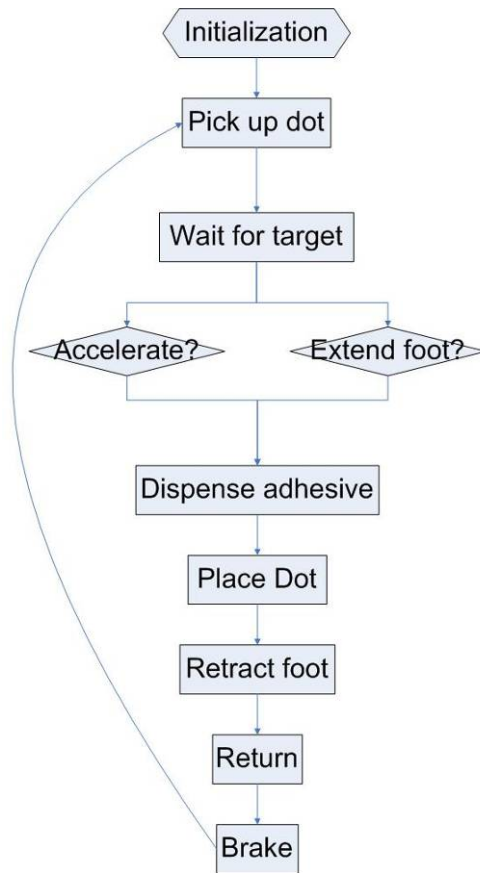 Initialization
Pick up dot
Wait for target
Accelerate?
Extend foot?
Dispense adhesive
Place Dot
Retract foot
Return
Brake